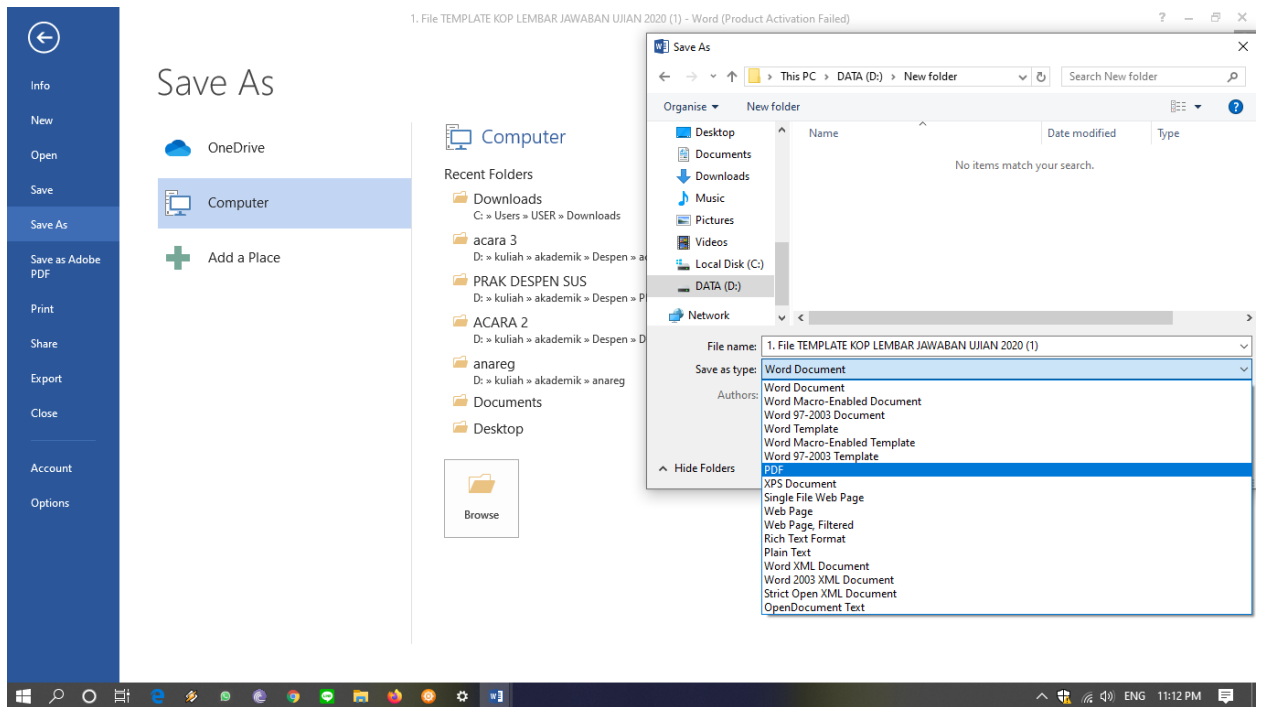 1. File TEMPLATE KOP LEMBAR JAWABAN UJIAN 2020 (1) - Word (Product Activation Failed)
Info
New
Open
Save
Save As
Save as Adobe
PDF
Print
Share
Export
Close
Account
Options
Save As
OneDrive
Computer
Add a Place
Computer
Recent Folders
Downloads
C: » Users » USER » Downloads
acara 3
D: » kuliah » akademik » Despen »
PRAK DESPEN SUS
D: » kuliah » akademik » Despen »
ACARA 2
D: » kuliah » akademik » Despen »
anareg
D: » kuliah » akademik » anareg
Documents
Desktop
Browse
Save As
This PC › DATA (D:) › New folder
Search New folder
Organise
New folder
Desktop
Documents
Downloads
Music
Pictures
Videos
Local Disk (C:)
DATA (D:)
Network
Name
Date modified
Type
No items match your search.
File name: 1. File TEMPLATE KOP LEMBAR JAWABAN UJIAN 2020 (1)
Save as type: Word Document
Authors:
Hide Folders
Word Document
Word Macro-Enabled Document
Word 97-2003 Document
Word Template
Word Macro-Enabled Template
Word 97-2003 Template
PDF
XPS Document
Single File Web Page
Web Page
Web Page, Filtered
Rich Text Format
Plain Text
Word XML Document
Word 2003 XML Document
Strict Open XML Document
OpenDocument Text
ENG 11:12 PM